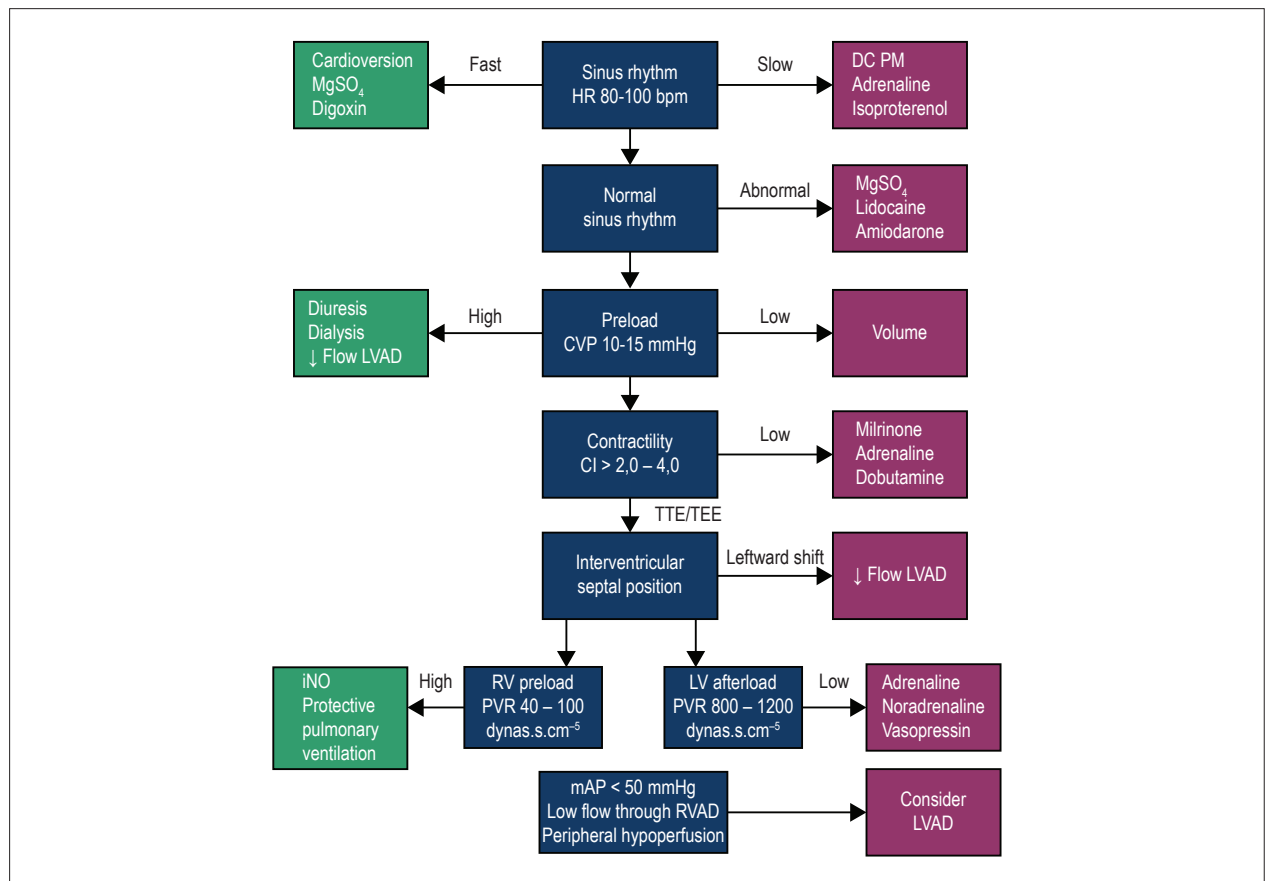 Cardioversion
MgSO₄
Digoxin
Fast
Sinus rhythm
HR 80-100 bpm
Slow
DC PM
Adrenaline
Isoproterenol
Normal
sinus rhythm
Abnormal
MgSO₄
Lidocaine
Amiodarone
Diuresis
Dialysis
↓ Flow LVAD
High
Preload
CVP 10-15 mmHg
Low
Volume
Contractility
CI > 2,0 – 4,0
Low
Milrinone
Adrenaline
Dobutamine
TTE/TEE
Interventricular
septal position
Leftward shift
↓ Flow LVAD
iNO
Protective
pulmonary
ventilation
High
RV preload
PVR 40 – 100
dynas.s.cm⁻⁵
LV afterload
PVR 800 – 1200
dynas.s.cm⁻⁵
Low
Adrenaline
Noradrenaline
Vasopressin
mAP < 50 mmHg
Low flow through RVAD
Peripheral hypoperfusion
Consider
LVAD